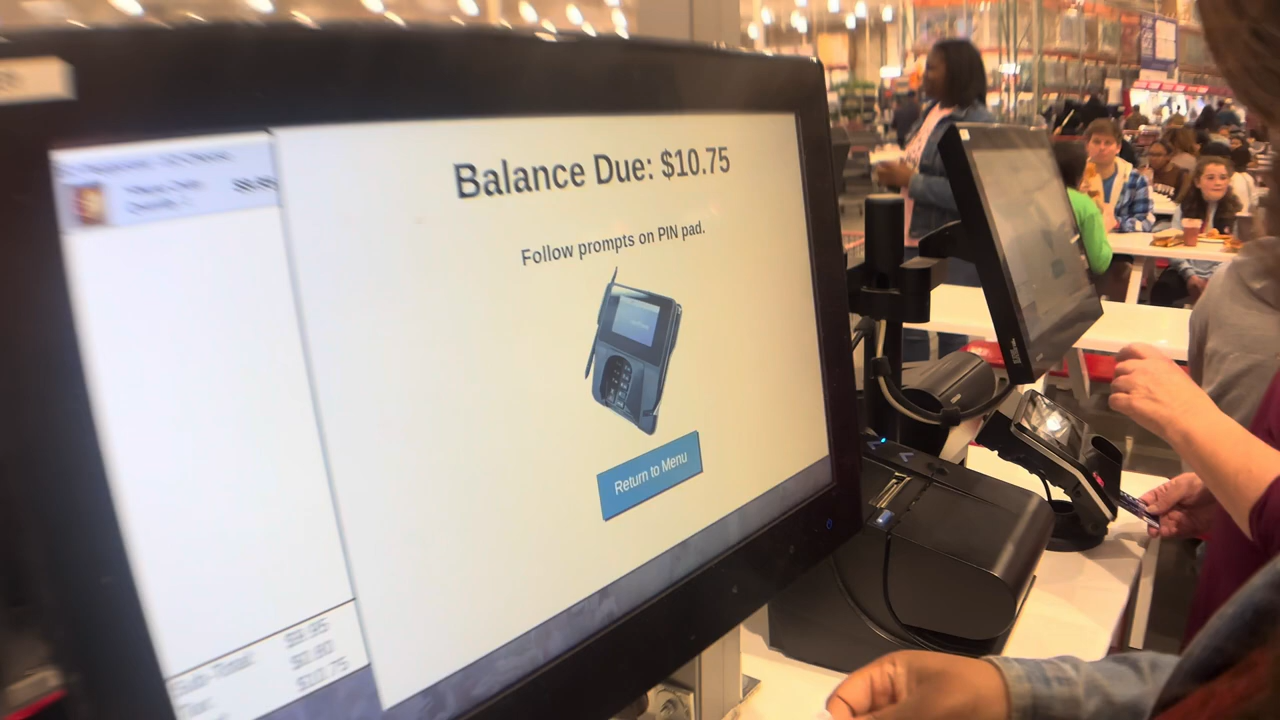 Balance Due: $10.75
Follow prompts on PIN pad.
Return to Menu
Sub-Total: $9.95
Tax: $0.80
$10.75